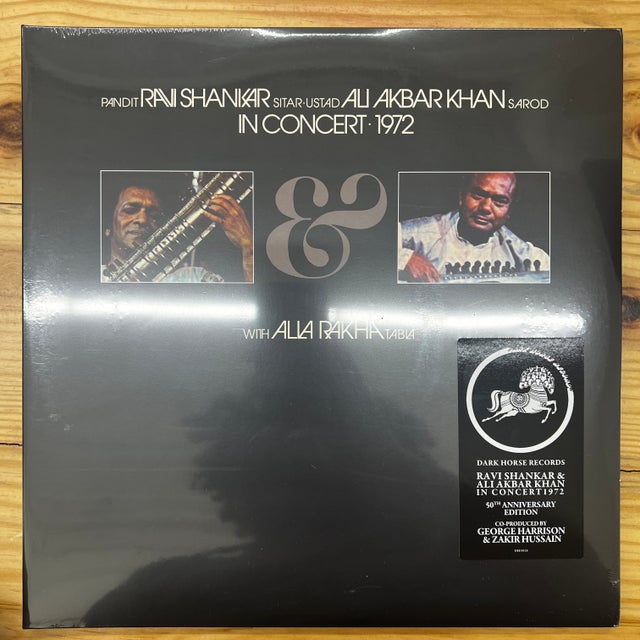 PANDIT RAVI SHANKAR SITAR·USTAD ALI AKBAR KHAN SAROD
IN CONCERT·1972
&
WITH ALLA RAKHA TABLA
DARK HORSE RECORDS
RAVI SHANKAR &
ALI AKBAR KHAN
IN CONCERT 1972
50TH ANNIVERSARY
EDITION
CO-PRODUCED BY
GEORGE HARRISON
& ZAKIR HUSSAIN